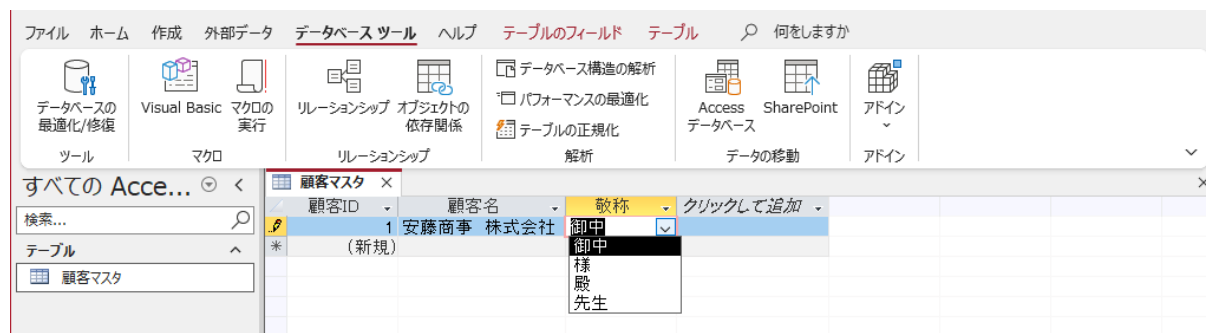 ファイル ホーム 作成 外部データ データベース ツール ヘルプ テーブルのフィールド テーブル 何をしますか
データベースの
最適化/修復
Visual Basic
マクロの
実行
リレーションシップ
オブジェクトの
依存関係
データベース構造の解析
パフォーマンスの最適化
テーブルの正規化
Access
データベース
SharePoint
アドイン
ツール マクロ リレーションシップ 解析 データの移動 アドイン
すべての Acce...
検索...
テーブル
顧客マスタ
顧客マスタ
顧客ID 顧客名 敬称 クリックして追加
1 安藤商事 株式会社 御中
(新規)
御中
様
殿
先生